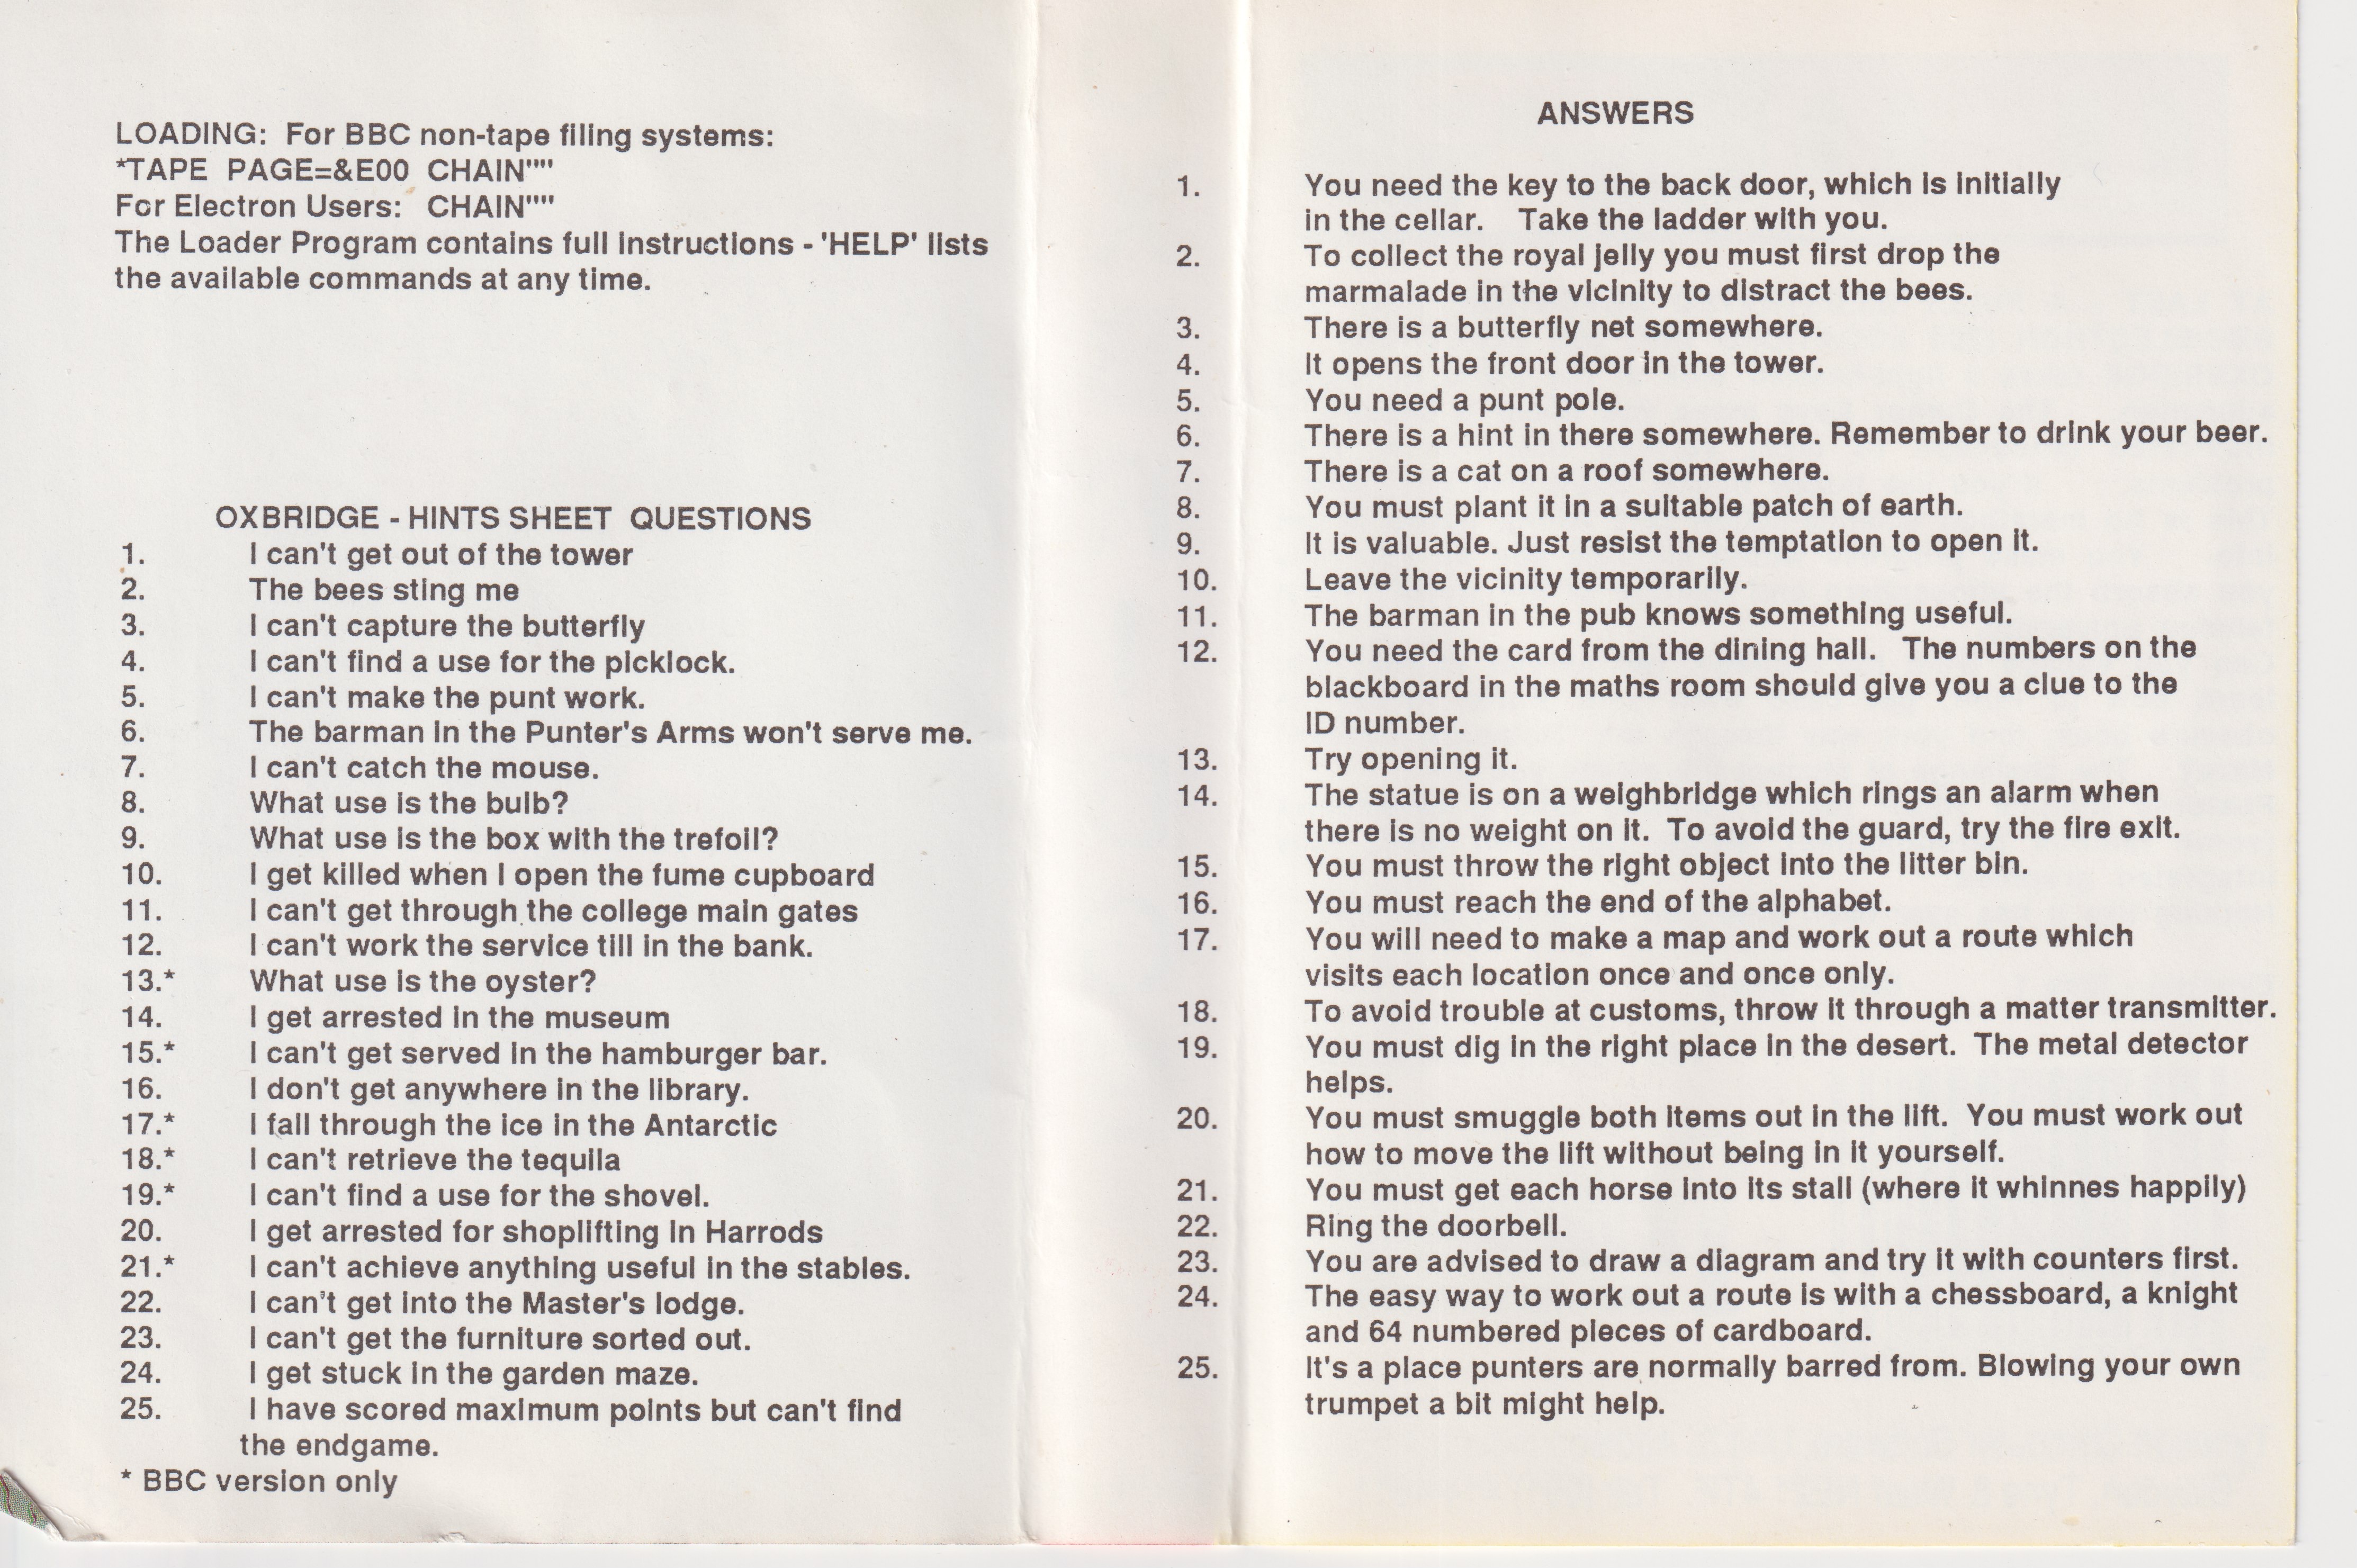 LOADING: For BBC non-tape filing systems:
*TAPE PAGE=&E00 CHAIN""
For Electron Users: CHAIN""
The Loader Program contains full instructions - 'HELP' lists
the available commands at any time.
OXBRIDGE - HINTS SHEET QUESTIONS
1. I can't get out of the tower
2. The bees sting me
3. I can't capture the butterfly
4. I can't find a use for the picklock.
5. I can't make the punt work.
6. The barman in the Punter's Arms won't serve me.
7. I can't catch the mouse.
8. What use is the bulb?
9. What use is the box with the trefoil?
10. I get killed when I open the fume cupboard
11. I can't get through the college main gates
12. I can't work the service till in the bank.
13.* What use is the oyster?
14. I get arrested in the museum
15.* I can't get served in the hamburger bar.
16. I don't get anywhere in the library.
17.* I fall through the ice in the Antarctic
18.* I can't retrieve the tequila
19.* I can't find a use for the shovel.
20. I get arrested for shoplifting in Harrods
21.* I can't achieve anything useful in the stables.
22. I can't get into the Master's lodge.
23. I can't get the furniture sorted out.
24. I get stuck in the garden maze.
25. I have scored maximum points but can't find
the endgame.
* BBC version only
ANSWERS
1. You need the key to the back door, which is initially
in the cellar. Take the ladder with you.
2. To collect the royal jelly you must first drop the
marmalade in the vicinity to distract the bees.
3. There is a butterfly net somewhere.
4. It opens the front door in the tower.
5. You need a punt pole.
6. There is a hint in there somewhere. Remember to drink your beer.
7. There is a cat on a roof somewhere.
8. You must plant it in a suitable patch of earth.
9. It is valuable. Just resist the temptation to open it.
10. Leave the vicinity temporarily.
11. The barman in the pub knows something useful.
12. You need the card from the dining hall. The numbers on the
blackboard in the maths room should give you a clue to the
ID number.
13. Try opening it.
14. The statue is on a weighbridge which rings an alarm when
there is no weight on it. To avoid the guard, try the fire exit.
15. You must throw the right object into the litter bin.
16. You must reach the end of the alphabet.
17. You will need to make a map and work out a route which
visits each location once and once only.
18. To avoid trouble at customs, throw it through a matter transmitter.
19. You must dig in the right place in the desert. The metal detector
helps.
20. You must smuggle both items out in the lift. You must work out
how to move the lift without being in it yourself.
21. You must get each horse into its stall (where it whinnes happily)
22. Ring the doorbell.
23. You are advised to draw a diagram and try it with counters first.
24. The easy way to work out a route is with a chessboard, a knight
and 64 numbered pieces of cardboard.
25. It's a place punters are normally barred from. Blowing your own
trumpet a bit might help.